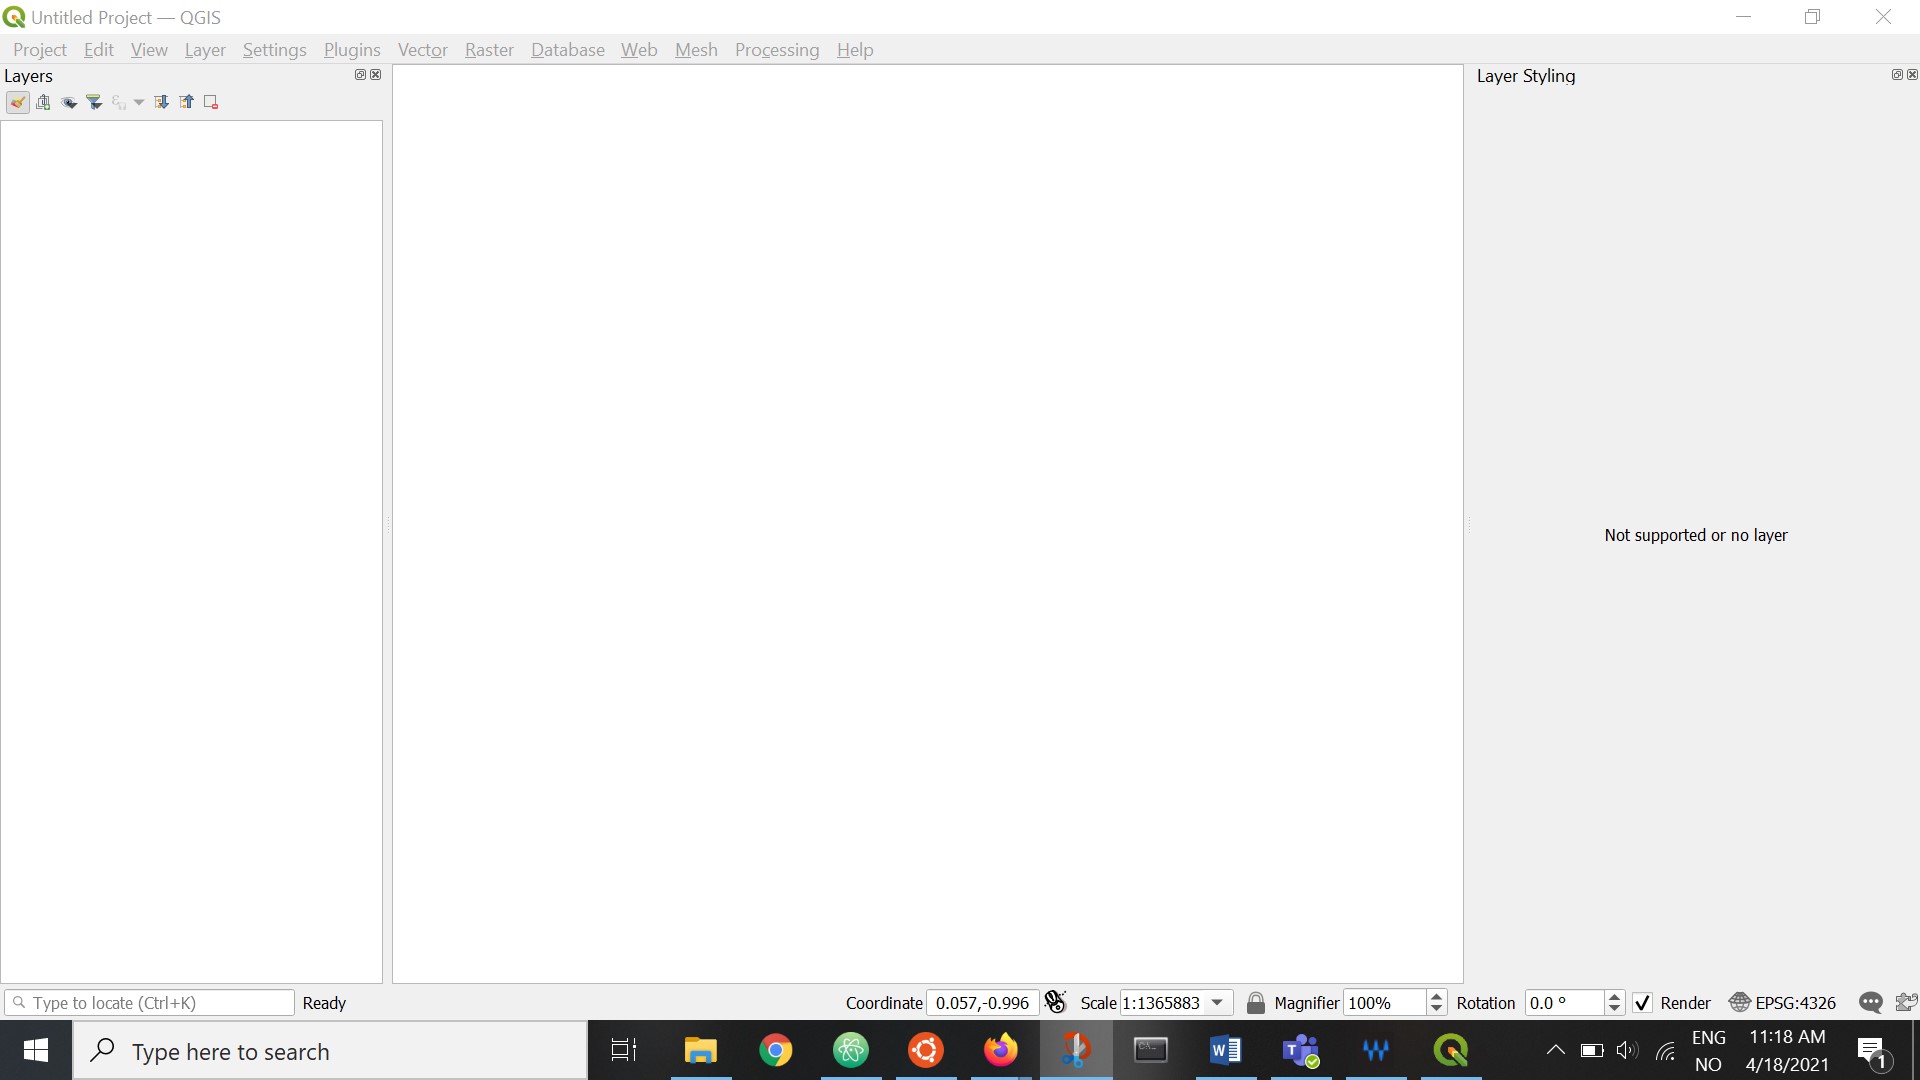 Untitled Project — QGIS
Project Edit View Layer Settings Plugins Vector Raster Database Web Mesh Processing Help
Layers
Layer Styling
Not supported or no layer
Type to locate (Ctrl+K) Ready Coordinate 0.057,-0.996 Scale 1:1365883 Magnifier 100% Rotation 0.0 ° Render EPSG:4326
Type here to search
ENG 11:18 AM
NO 4/18/2021
1